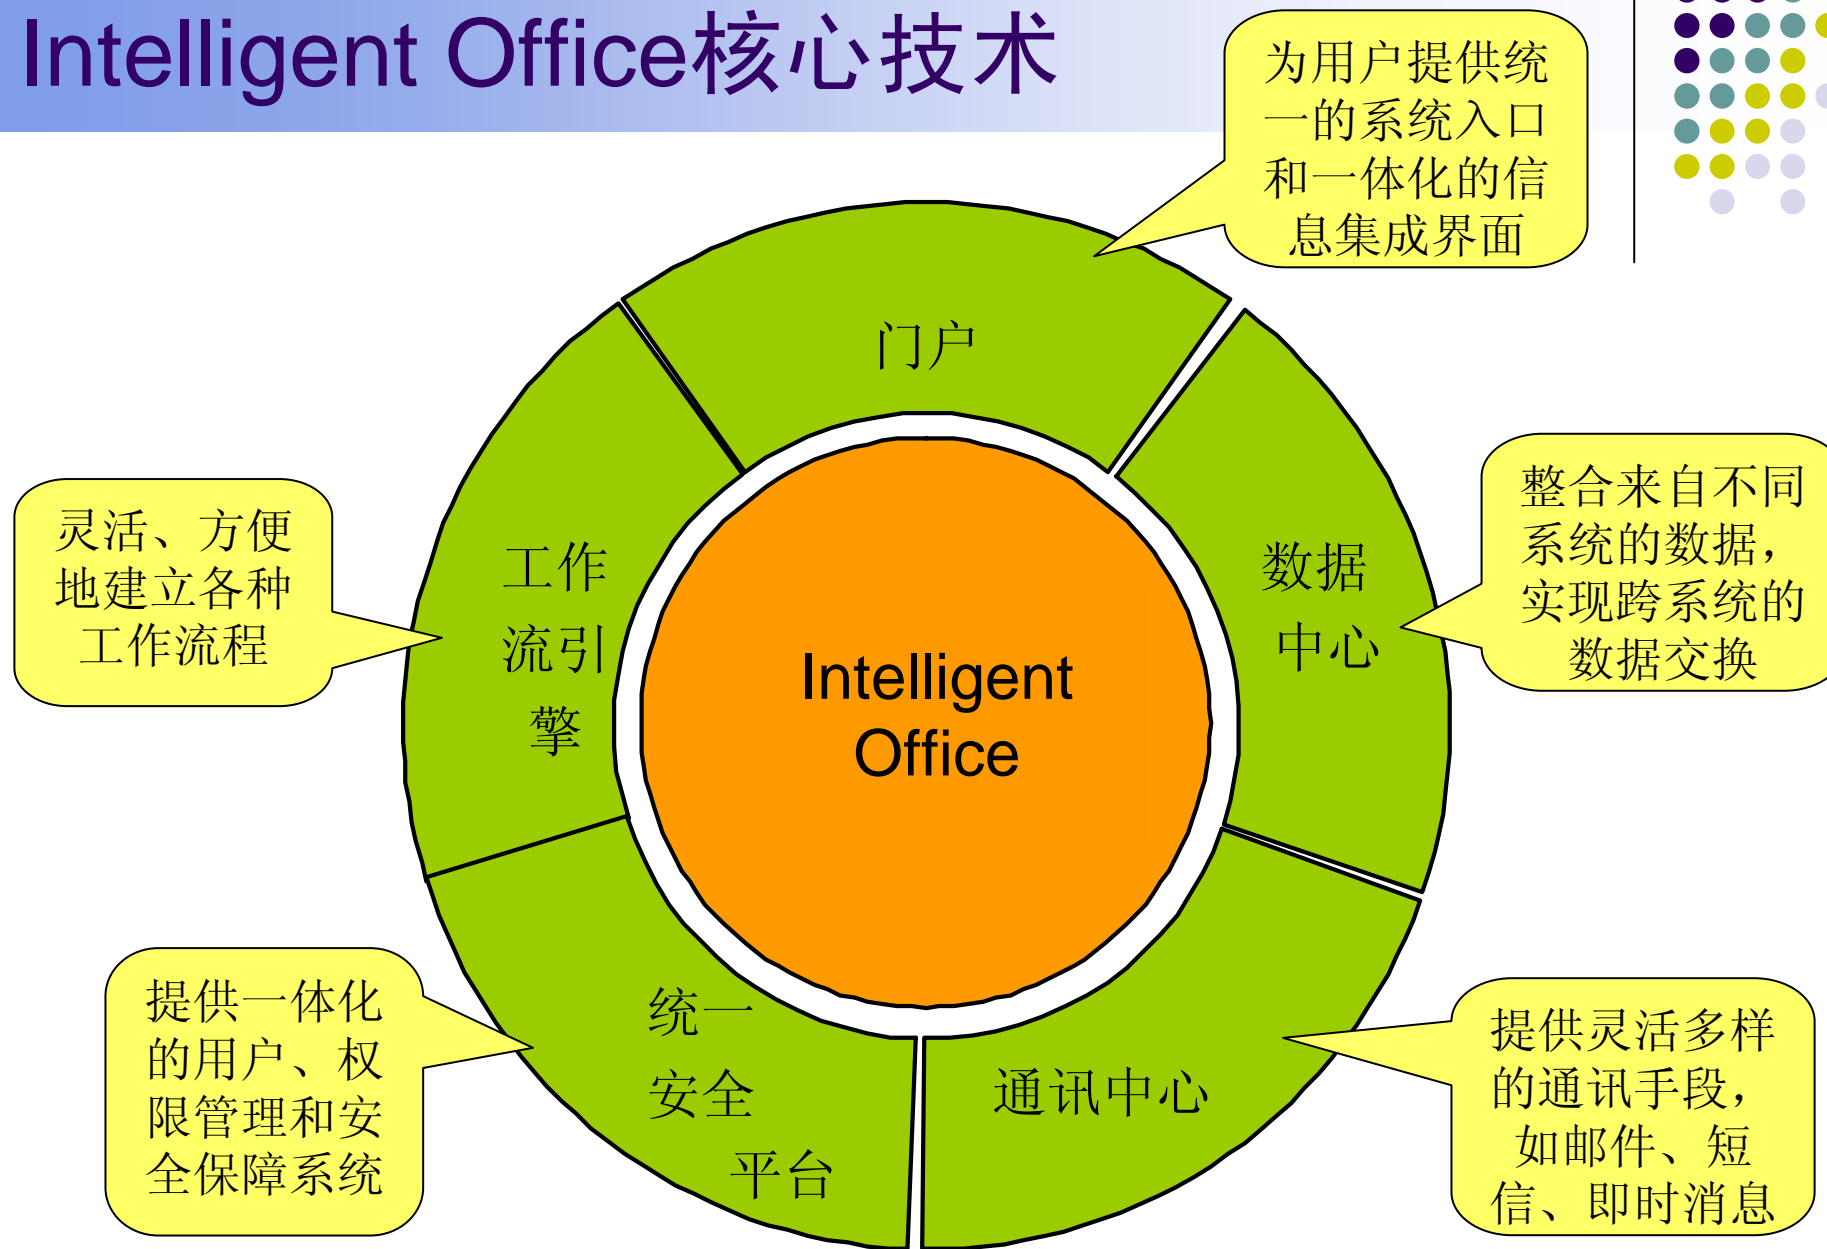 Intelligent Office核心技术
为用户提供统
一的系统入口
和一体化的信
息集成界面
门户
整合来自不同
系统的数据，
实现跨系统的
数据交换
灵活、方便
地建立各种
工作流程
工作
流引
擎
数据
中心
Intelligent
Office
提供一体化
的用户、权
限管理和安
全保障系统
统一
安全
平台
通讯中心
提供灵活多样
的通讯手段，
如邮件、短
信、即时消息